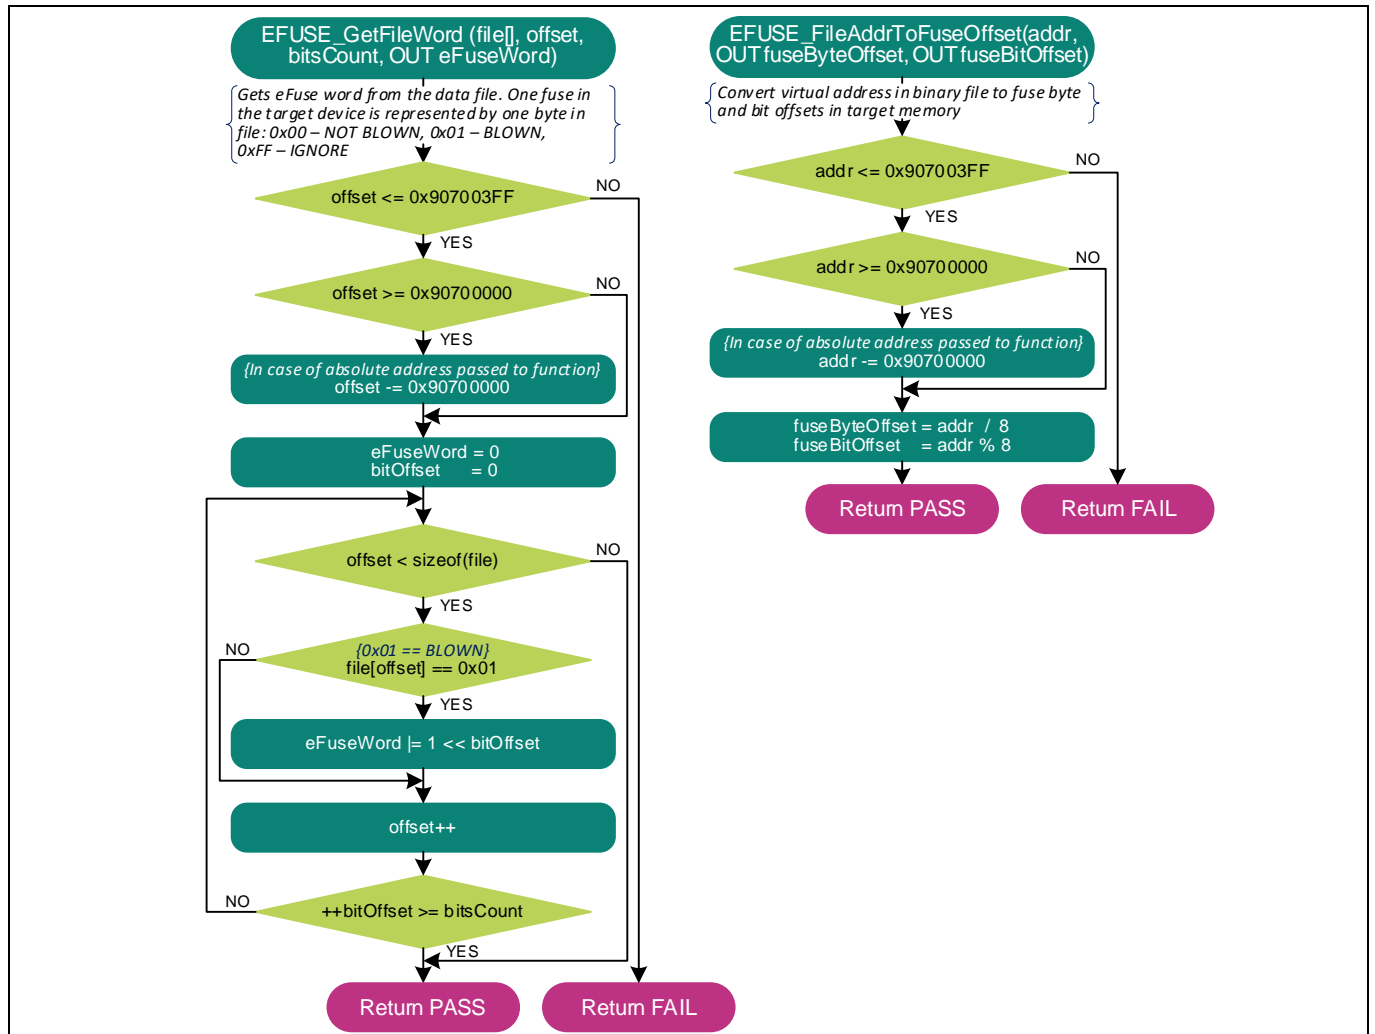 EFUSE_GetFileWord (file[], offset,
bitsCount, OUT eFuseWord)
Gets eFuse word from the data file. One fuse in
the target device is represented by one byte in
file: 0x00 – NOT BLOWN, 0x01 – BLOWN,
0xFF – IGNORE
offset <= 0x907003FF
NO
YES
offset >= 0x90700000
NO
YES
{In case of absolute address passed to function}
offset -= 0x90700000
eFuseWord = 0
bitOffset = 0
offset < sizeof(file)
NO
YES
{0x01 == BLOWN}
file[offset] == 0x01
NO
YES
eFuseWord |= 1 << bitOffset
offset++
++bitOffset >= bitsCount
NO
YES
Return PASS
Return FAIL
EFUSE_FileAddrToFuseOffset(addr,
OUT fuseByteOffset, OUT fuseBitOffset)
Convert virtual address in binary file to fuse byte
and bit offsets in target memory
addr <= 0x907003FF
NO
YES
addr >= 0x90700000
NO
YES
{In case of absolute address passed to function}
addr -= 0x90700000
fuseByteOffset = addr / 8
fuseBitOffset = addr % 8
Return PASS
Return FAIL